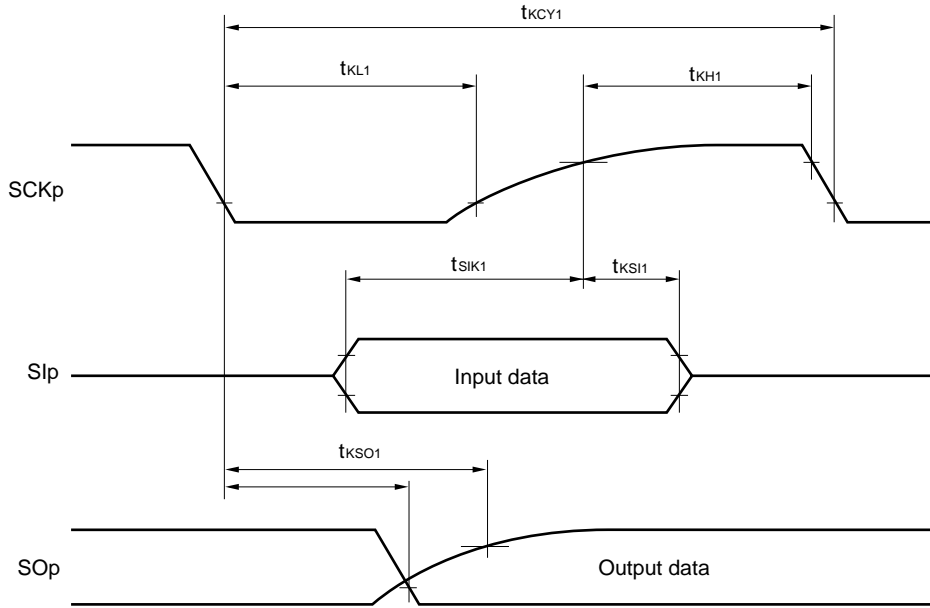 tKCY1
tKL1
tKH1
SCKp
tSIK1
tKSI1
SIp
Input data
tKSO1
SOp
Output data